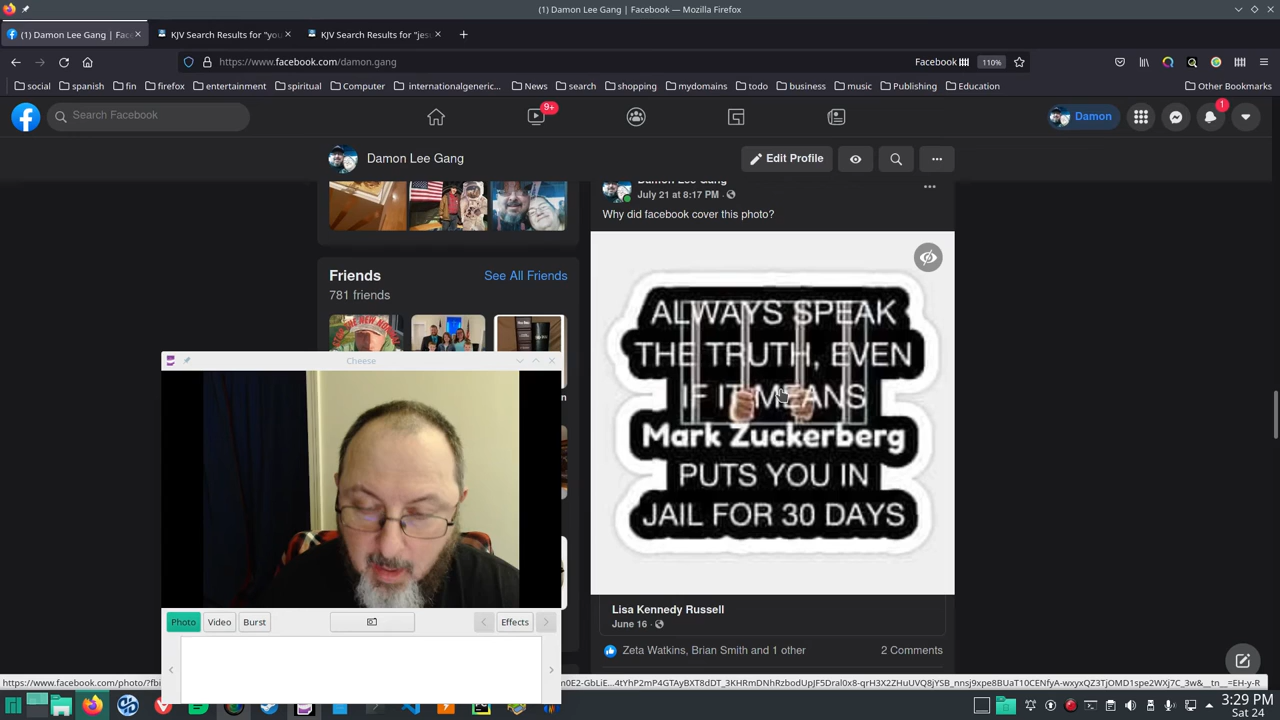 (1) Damon Lee Gang | Facebook — Mozilla Firefox
(1) Damon Lee Gang | Fac
KJV Search Results for "you
KJV Search Results for "jes
https://www.facebook.com/damon.gang
Facebook
110%
social
spanish
fin
firefox
entertainment
spiritual
Computer
internationalgeneric...
News
search
shopping
mydomains
todo
business
music
Publishing
Education
Other Bookmarks
Search Facebook
9+
Damon
1
Damon Lee Gang
Edit Profile
Damon Lee Gang
July 21 at 8:17 PM
Why did facebook cover this photo?
Friends
See All Friends
781 friends
ALWAYS SPEAK
THE TRUTH, EVEN
IF IT MEANS
Mark Zuckerberg
PUTS YOU IN
JAIL FOR 30 DAYS
Cheese
Photo
Video
Burst
Effects
Lisa Kennedy Russell
June 16
Zeta Watkins, Brian Smith and 1 other
2 Comments
https://www.facebook.com/photo/?fbi
3:29 PM
Sat 24